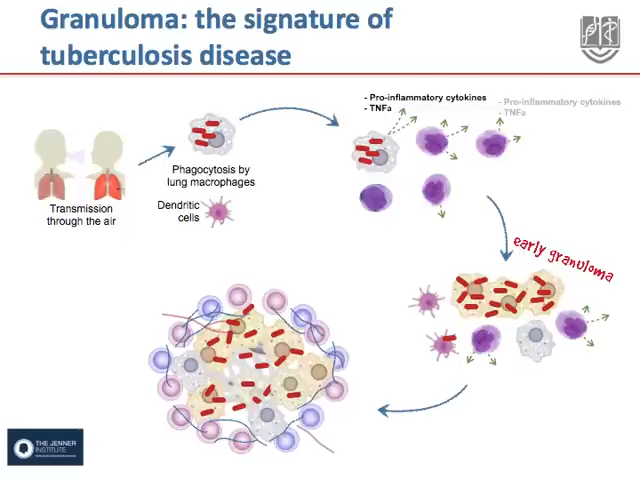 Granuloma: the signature of
tuberculosis disease
- Pro-inflammatory cytokines
- TNFa
- Pro-inflammatory cytokines
- TNFa
Phagocytosis by
lung macrophages
Transmission
through the air
Dendritic
cells
early granuloma
THE JENNER
INSTITUTE